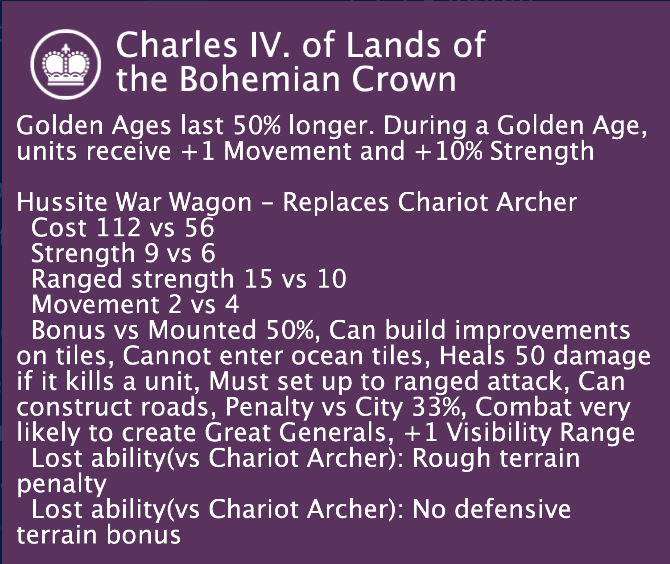 Charles IV. of Lands of
the Bohemian Crown
Golden Ages last 50% longer. During a Golden Age,
units receive +1 Movement and +10% Strength
Hussite War Wagon – Replaces Chariot Archer
Cost 112 vs 56
Strength 9 vs 6
Ranged strength 15 vs 10
Movement 2 vs 4
Bonus vs Mounted 50%, Can build improvements
on tiles, Cannot enter ocean tiles, Heals 50 damage
if it kills a unit, Must set up to ranged attack, Can
construct roads, Penalty vs City 33%, Combat very
likely to create Great Generals, +1 Visibility Range
Lost ability(vs Chariot Archer): Rough terrain
penalty
Lost ability(vs Chariot Archer): No defensive
terrain bonus